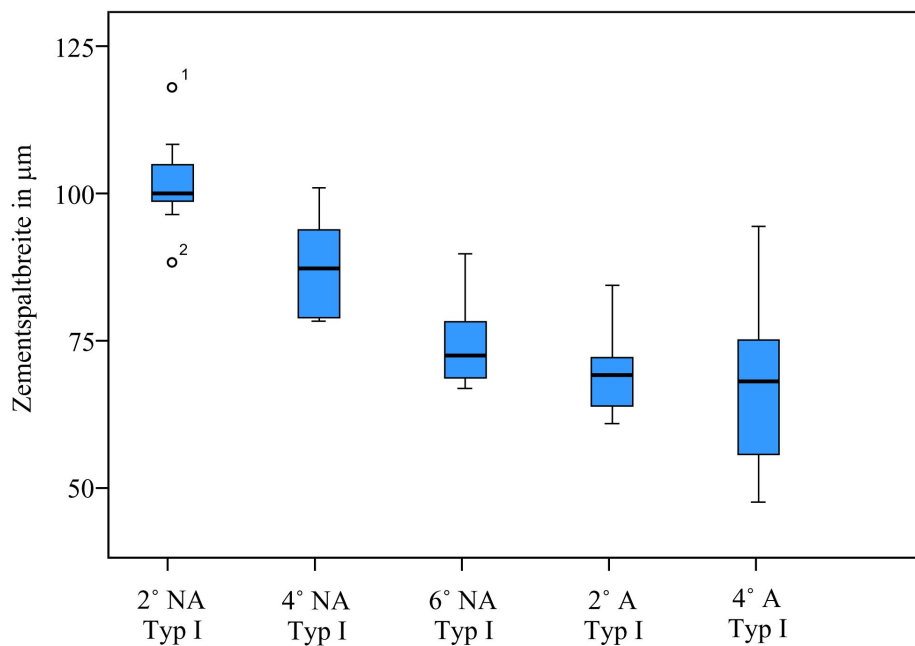 Zementspaltbreite in µm
125
100
75
50
1
2
2° NA
Typ I
4° NA
Typ I
6° NA
Typ I
2° A
Typ I
4° A
Typ I